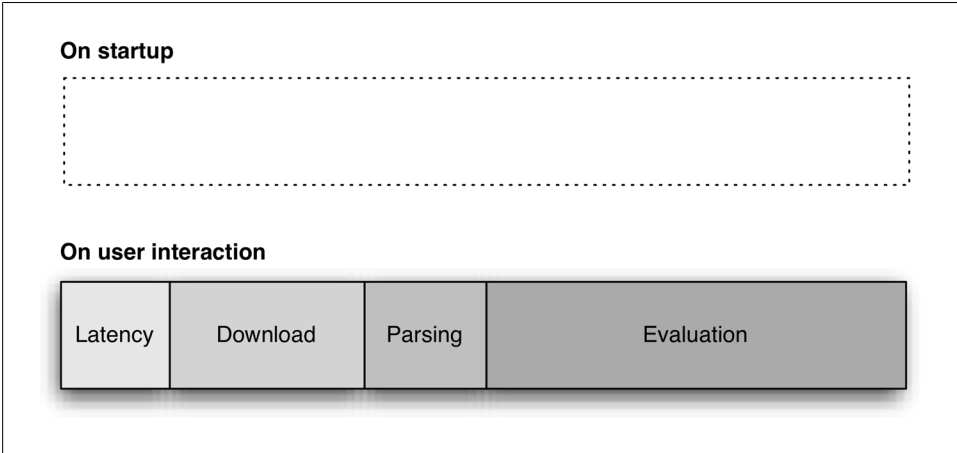 On startup
On user interaction
Latency Download Parsing Evaluation